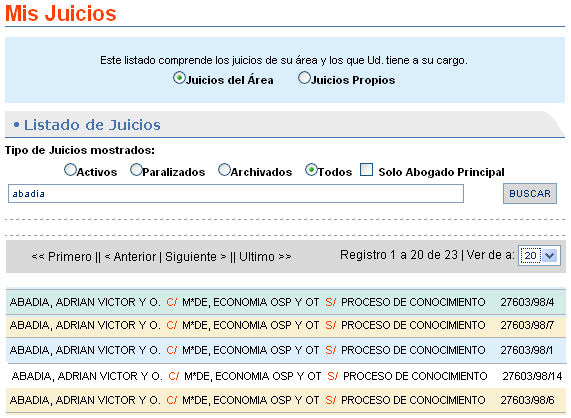 Mis Juicios
Este listado comprende los juicios de su área y los que Ud. tiene a su cargo.
Juicios del Área Juicios Propios
• Listado de Juicios
Tipo de Juicios mostrados:
Activos Paralizados Archivados Todos Solo Abogado Principal
abadia BUSCAR
<< Primero || < Anterior | Siguiente > || Ultimo >> Registro 1 a 20 de 23 | Ver de a: 20
ABADIA, ADRIAN VICTOR Y O. C/ M*DE, ECONOMIA OSP Y OT S/ PROCESO DE CONOCIMIENTO 27603/98/4
ABADIA, ADRIAN VICTOR Y O. C/ M*DE, ECONOMIA OSP Y OT S/ PROCESO DE CONOCIMIENTO 27603/98/7
ABADIA, ADRIAN VICTOR Y O. C/ M*DE, ECONOMIA OSP Y OT S/ PROCESO DE CONOCIMIENTO 27603/98/1
ABADIA, ADRIAN VICTOR Y O. C/ M*DE, ECONOMIA OSP Y OT S/ PROCESO DE CONOCIMIENTO 27603/98/14
ABADIA, ADRIAN VICTOR Y O. C/ M*DE, ECONOMIA OSP Y OT S/ PROCESO DE CONOCIMIENTO 27603/98/6